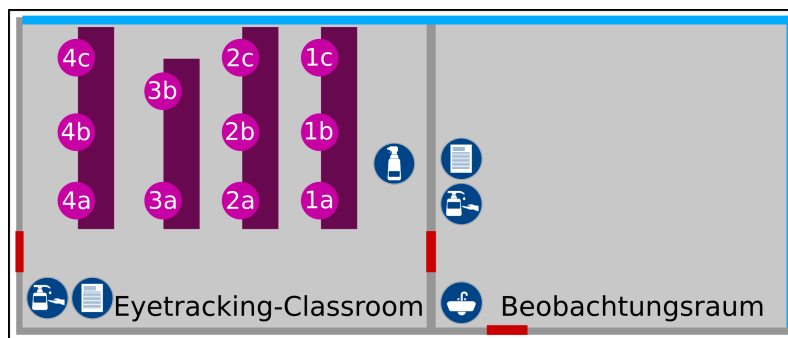 4c
2c
1c
3b
4b
2b
1b
4a
3a
2a
1a
Eyetracking-Classroom
Beobachtungsraum